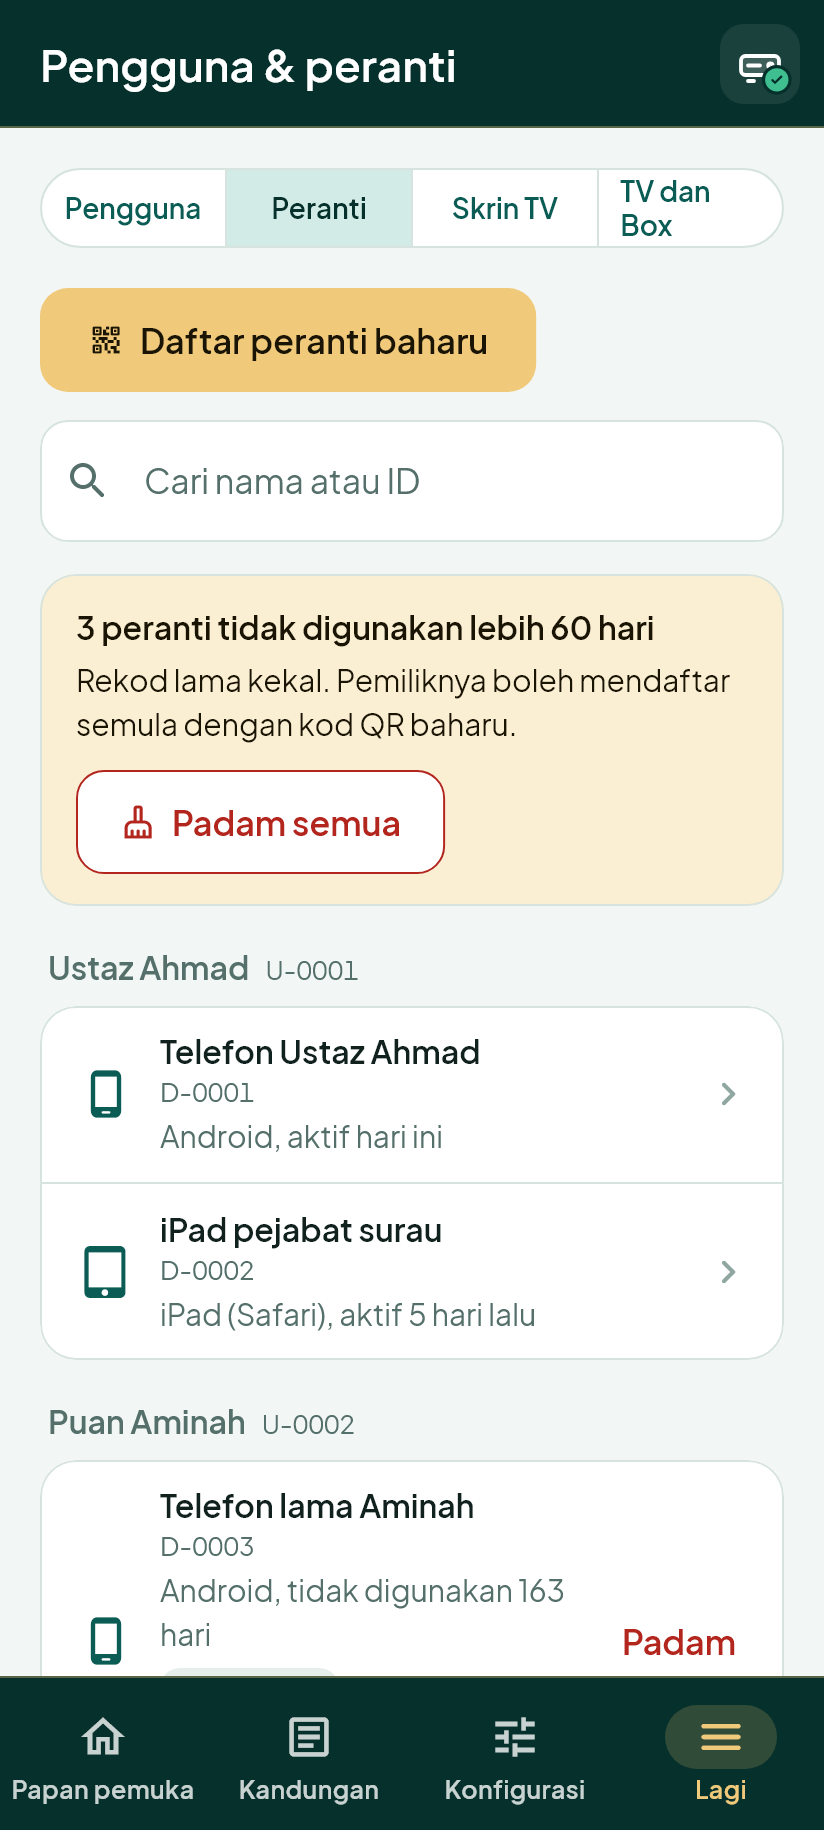 Pengguna & peranti
Pengguna
Peranti
Skrin TV
TV dan
Box
Daftar peranti baharu
Cari nama atau ID
3 peranti tidak digunakan lebih 60 hari
Rekod lama kekal. Pemiliknya boleh mendaftar
semula dengan kod QR baharu.
Padam semua
Ustaz Ahmad U-0001
Telefon Ustaz Ahmad
D-0001
Android, aktif hari ini
iPad pejabat surau
D-0002
iPad (Safari), aktif 5 hari lalu
Puan Aminah U-0002
Telefon lama Aminah
D-0003
Android, tidak digunakan 163
hari
Padam
Papan pemuka
Kandungan
Konfigurasi
Lagi